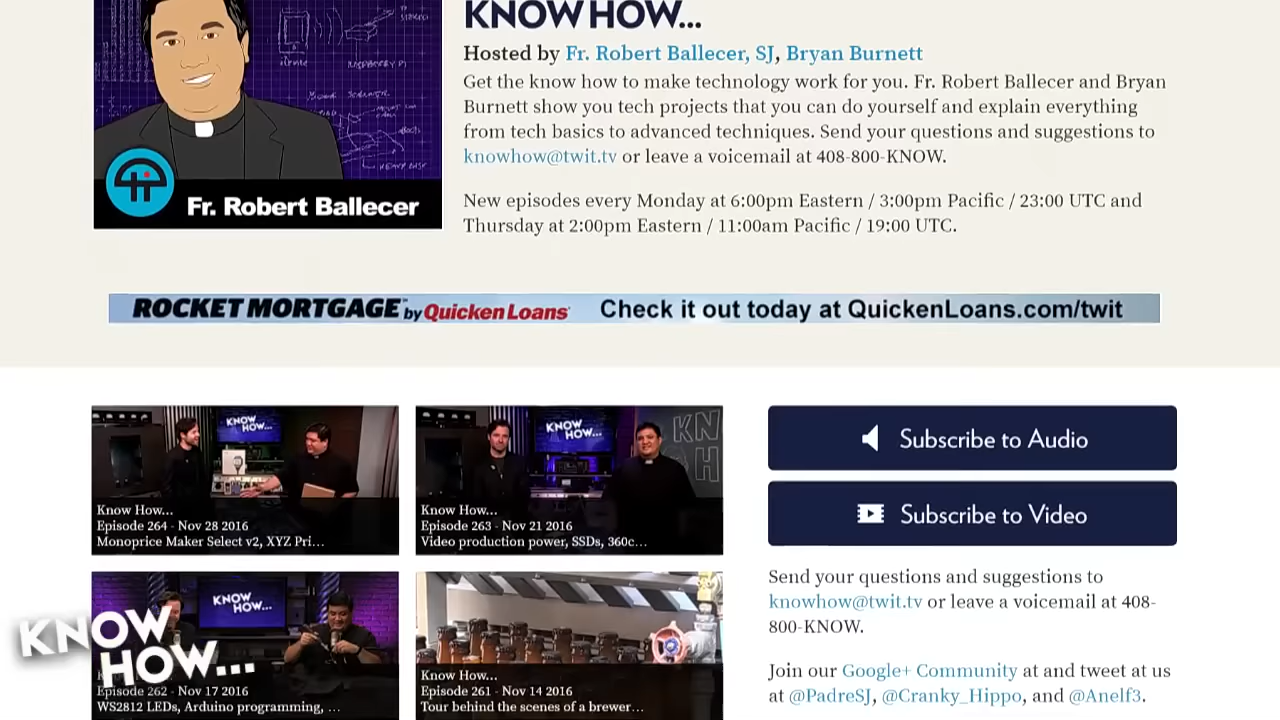 KNOW HOW...
Hosted by Fr. Robert Ballecer, SJ, Bryan Burnett
Get the know how to make technology work for you. Fr. Robert Ballecer and Bryan
Burnett show you tech projects that you can do yourself and explain everything
from tech basics to advanced techniques. Send your questions and suggestions to
knowhow@twit.tv or leave a voicemail at 408-800-KNOW.
New episodes every Monday at 6:00pm Eastern / 3:00pm Pacific / 23:00 UTC and
Thursday at 2:00pm Eastern / 11:00am Pacific / 19:00 UTC.
Fr. Robert Ballecer
ROCKET MORTGAGE by Quicken Loans Check it out today at QuickenLoans.com/twit
KNOW HOW...
Know How...
Episode 264 - Nov 28 2016
Monoprice Maker Select v2, XYZ Pri...
KNOW HOW...
Know How...
Episode 263 - Nov 21 2016
Video production power, SSDs, 360c...
Subscribe to Audio
Subscribe to Video
KNOW HOW...
Episode 262 - Nov 17 2016
WS2812 LEDs, Arduino programming, ...
Know How...
Episode 261 - Nov 14 2016
Tour behind the scenes of a brewer...
Send your questions and suggestions to
knowhow@twit.tv or leave a voicemail at 408-
800-KNOW.
Join our Google+ Community at and tweet at us
at @PadreSJ, @Cranky_Hippo, and @Anelf3.
KNOW
HOW...